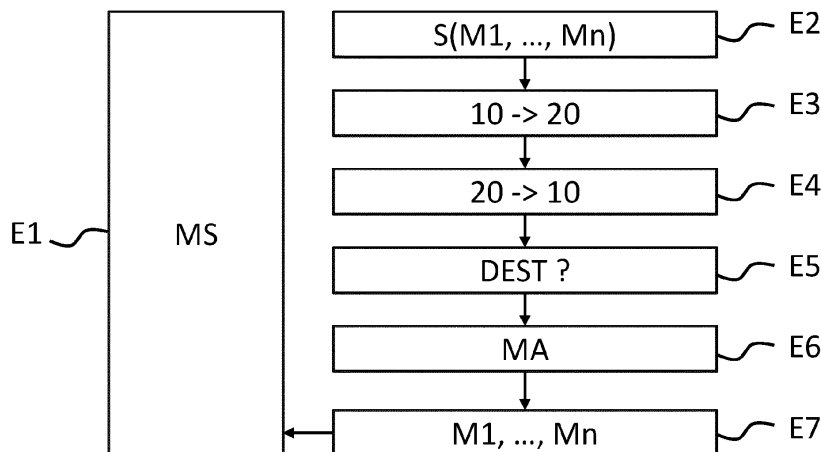 S(M1, ..., Mn) E2
10 -> 20 E3
20 -> 10 E4
E1 MS
DEST ? E5
MA E6
M1, ..., Mn E7